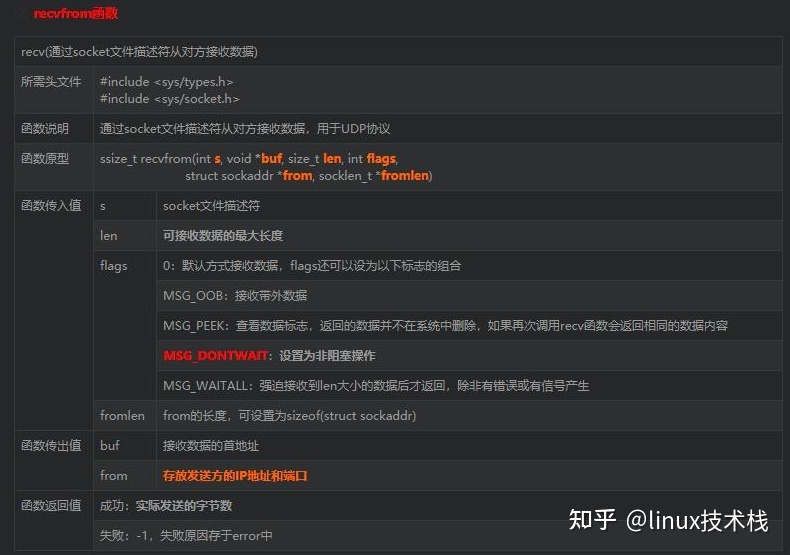 recvfrom函数
recv(通过socket文件描述符从对方接收数据)
所需头文件
#include <sys/types.h>
#include <sys/socket.h>
函数说明
通过socket文件描述符从对方接收数据，用于UDP协议
函数原型
ssize_t recvfrom(int s, void *buf, size_t len, int flags,
struct sockaddr *from, socklen_t *fromlen)
函数传入值
s
socket文件描述符
len
可接收数据的最大长度
flags
0：默认方式接收数据，flags还可以设为以下标志的组合
MSG_OOB：接收带外数据
MSG_PEEK：查看数据标志，返回的数据并不在系统中删除，如果再次调用recv函数会返回相同的数据内容
MSG_DONTWAIT：设置为非阻塞操作
MSG_WAITALL：强迫接收到len大小的数据后才返回，除非有错误或有信号产生
fromlen
from的长度，可设置为sizeof(struct sockaddr)
函数传出值
buf
接收数据的首地址
from
存放发送方的IP地址和端口
函数返回值
成功：实际发送的字节数
失败：-1，失败原因存于error中
知乎 @linux技术栈